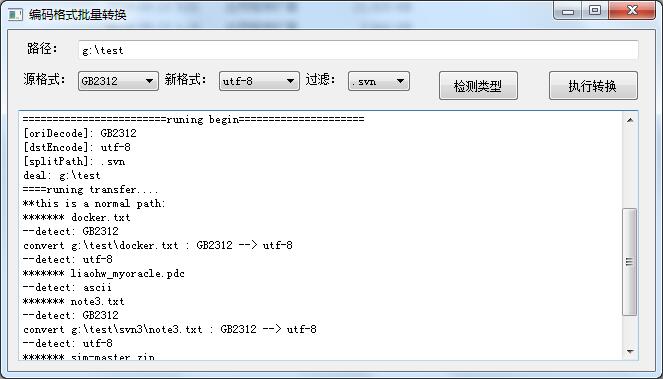 编码格式批量转换
路径： g:\test
源格式： GB2312 新格式： utf-8 过滤： .svn 检测类型 执行转换
========================runing begin=====================
[oriDecode]: GB2312
[dstEncode]: utf-8
[splitPath]: .svn
deal: g:\test
====runing transfer....
**this is a normal path:
******* docker.txt
--detect: GB2312
convert g:\test\docker.txt : GB2312 --> utf-8
--detect: utf-8
******* liaohw_myoracle.pdc
--detect: ascii
******* note3.txt
--detect: GB2312
convert g:\test\svn3\note3.txt : GB2312 --> utf-8
--detect: utf-8
******* sim-master.zip